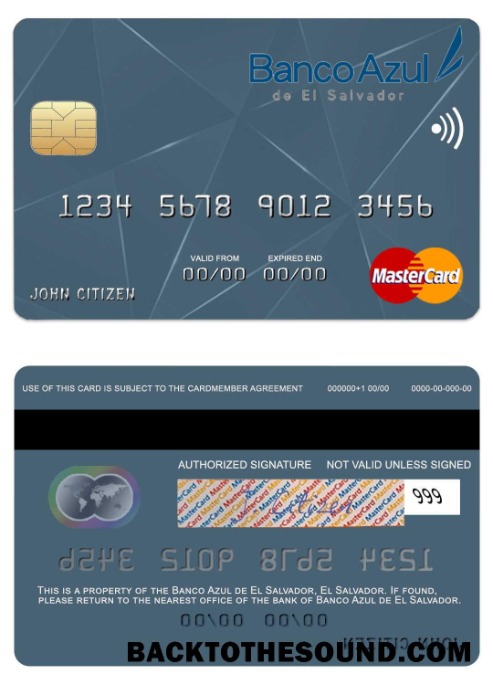 Banco Azul
de El Salvador
1234 5678 9012 3456
VALID FROM EXPIRED END
00/00 00/00
MasterCard
JOHN CITIZEN
USE OF THIS CARD IS SUBJECT TO THE CARDMEMBER AGREEMENT 000000+1 00/00 0000-00-000-00
AUTHORIZED SIGNATURE NOT VALID UNLESS SIGNED
MasterCard
999
THIS IS A PROPERTY OF THE BANCO AZUL DE EL SALVADOR, EL SALVADOR. IF FOUND,
PLEASE RETURN TO THE NEAREST OFFICE OF THE BANK OF BANCO AZUL DE EL SALVADOR.
00/00 00/00
BACKTOTHESOUND.COM